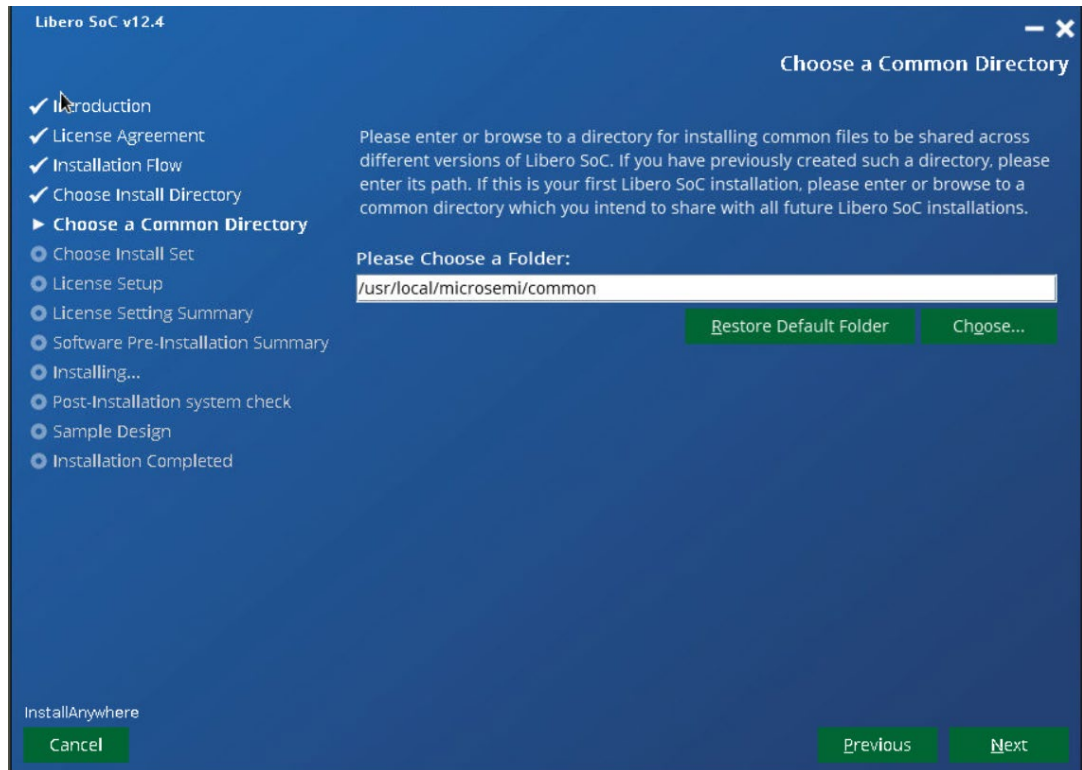 Libero SoC v12.4
Choose a Common Directory
Introduction
License Agreement
Installation Flow
Choose Install Directory
Choose a Common Directory
Choose Install Set
License Setup
License Setting Summary
Software Pre-Installation Summary
Installing...
Post-Installation system check
Sample Design
Installation Completed
Please enter or browse to a directory for installing common files to be shared across
different versions of Libero SoC. If you have previously created such a directory, please
enter its path. If this is your first Libero SoC installation, please enter or browse to a
common directory which you intend to share with all future Libero SoC installations.
Please Choose a Folder:
/usr/local/microsemi/common
Restore Default Folder
Choose...
InstallAnywhere
Cancel
Previous
Next